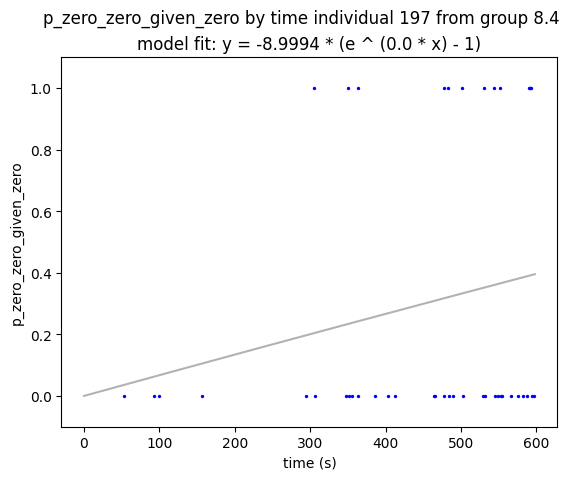 p_zero_zero_given_zero by time individual 197 from group 8.4
model fit: y = -8.9994 * (e ^ (0.0 * x) - 1)
1.0
0.8
0.6
0.4
0.2
0.0
p_zero_zero_given_zero
0 100 200 300 400 500 600
time (s)